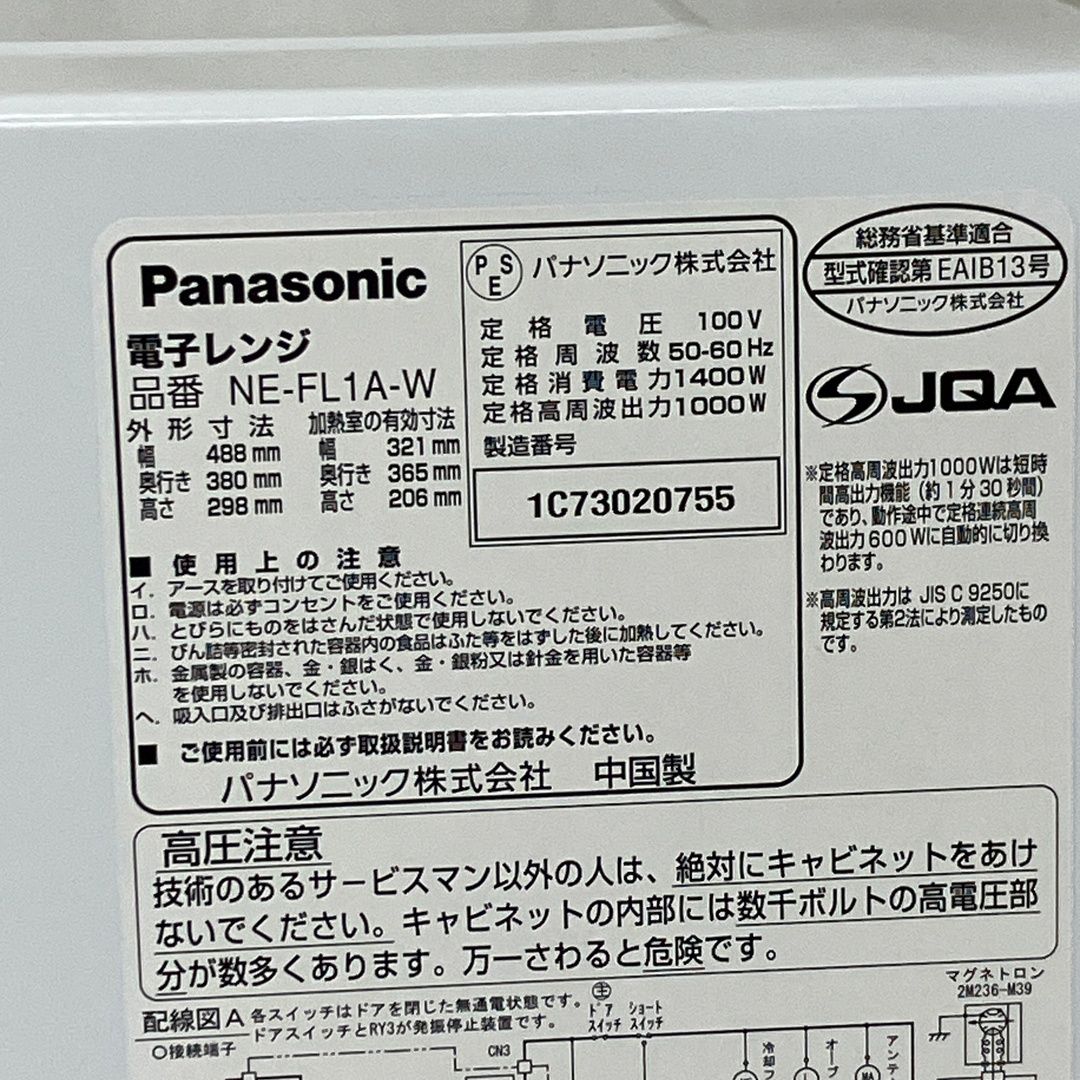 Panasonic
電子レンジ
品番 NE-FL1A-W
外形寸法
幅 488mm
奥行き 380mm
高さ 298mm
加熱室の有効寸法
幅 321mm
奥行き 365mm
高さ 206mm
PSE パナソニック株式会社
定格電圧 100V
定格周波数 50-60Hz
定格消費電力 1400W
定格高周波出力 1000W
製造番号
1C73020755
■ 使用上の注意
イ. アースを取り付けてご使用ください。
ロ. 電源は必ずコンセントをご使用ください。
ハ. とびらにものをはさんだ状態で使用しないでください。
ニ. びん詰等密封された容器内の食品はふた等をはずした後に加熱してください。
ホ. 金属製の容器、金・銀はく、金・銀粉又は針金を用いた容器等
を使用しないでください。
ヘ. 吸入口及び排出口はふさがないでください。
■ ご使用前には必ず取扱説明書をお読みください。
パナソニック株式会社 中国製
総務省基準適合
型式確認第EAIB13号
パナソニック株式会社
JQA
※定格高周波出力1000Wは短時
間高出力機能(約1分30秒間)
であり、動作途中で定格連続高周
波出力600Wに自動的に切り換
わります。
※高周波出力は JIS C 9250に
規定する第2法により測定したもの
です。
高圧注意
技術のあるサービスマン以外の人は、絶対にキャビネットをあけ
ないでください。キャビネットの内部には数千ボルトの高電圧部
分が数多くあります。万一さわると危険です。
配線図A 各スイッチはドアを閉じた無通電状態です。
ドアスイッチとRY3が発振停止装置です。
〇接続端子
CN3
主
ドア
スイッチ
ショート
スイッチ
マグネトロン
2M236-M39
冷却フ
オーブ
アンテ